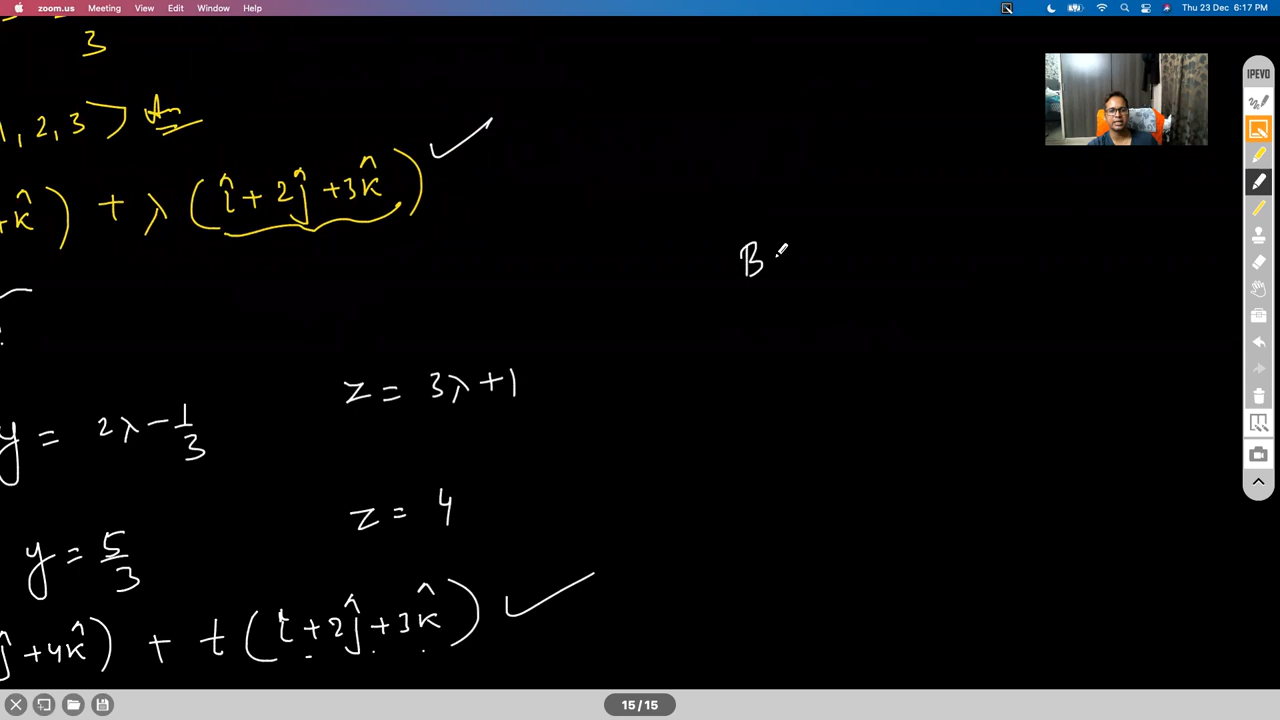 zoom.us Meeting View Edit Window Help Thu 23 Dec 6:17 PM
3
IPEVO
1, 2, 3 > Ans
+ k̂ ) + λ ( î + 2ĵ + 3k̂ )
B
z = 3λ + 1
y = 2λ - 1/3
z = 4
y = 5/3
ĵ + 4k̂ ) + t ( î + 2ĵ + 3k̂ )
15/15